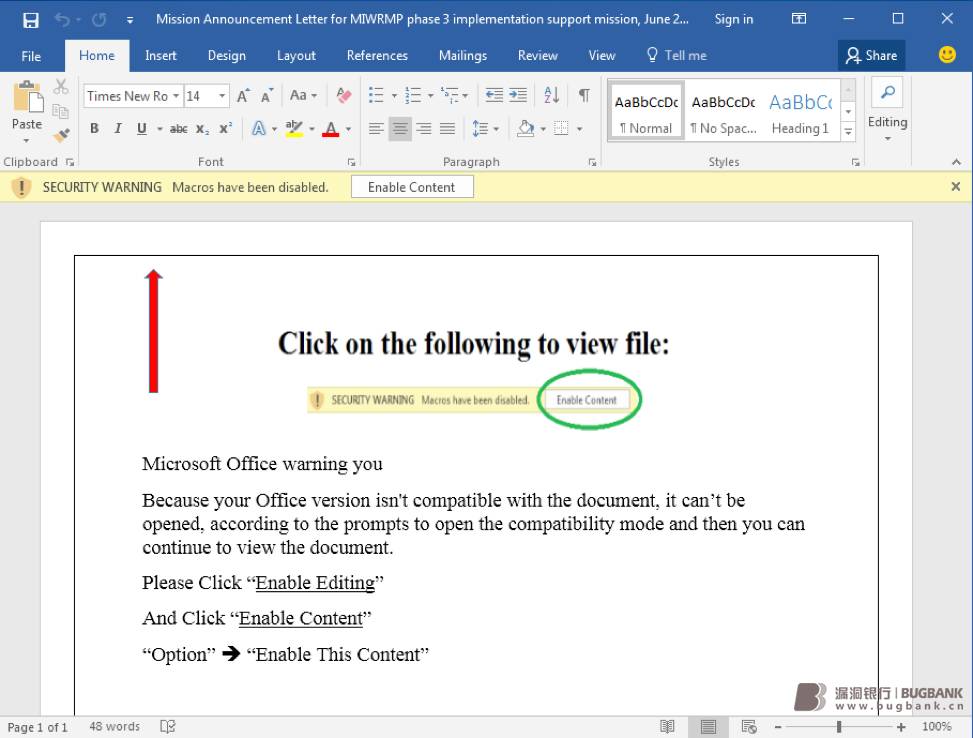 Mission Announcement Letter for MIWRMP phase 3 implementation support mission, June 2...
Sign in
File
Home
Insert
Design
Layout
References
Mailings
Review
View
Tell me
Share
Paste
Clipboard
Times New Ro
14
Aa
B I U abc x₂ x²
A
Font
Paragraph
AaBbCcDc
¶ Normal
AaBbCcDc
¶ No Spac...
AaBbCc
Heading 1
Styles
Editing
SECURITY WARNING Macros have been disabled.
Enable Content
Click on the following to view file:
SECURITY WARNING Macros have been disabled.
Enable Content
Microsoft Office warning you
Because your Office version isn't compatible with the document, it can’t be
opened, according to the prompts to open the compatibility mode and then you can
continue to view the document.
Please Click “Enable Editing”
And Click “Enable Content”
“Option” ➔ “Enable This Content”
漏洞银行 | BUGBANK
www.bugbank.cn
Page 1 of 1
48 words
100%